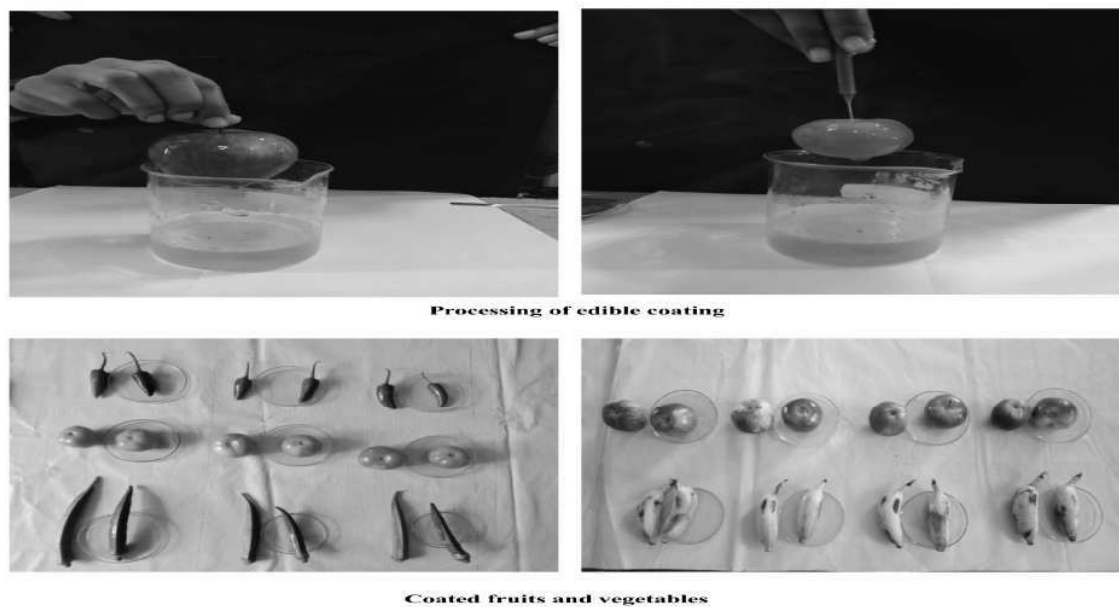 Processing of edible coating
Coated fruits and vegetables